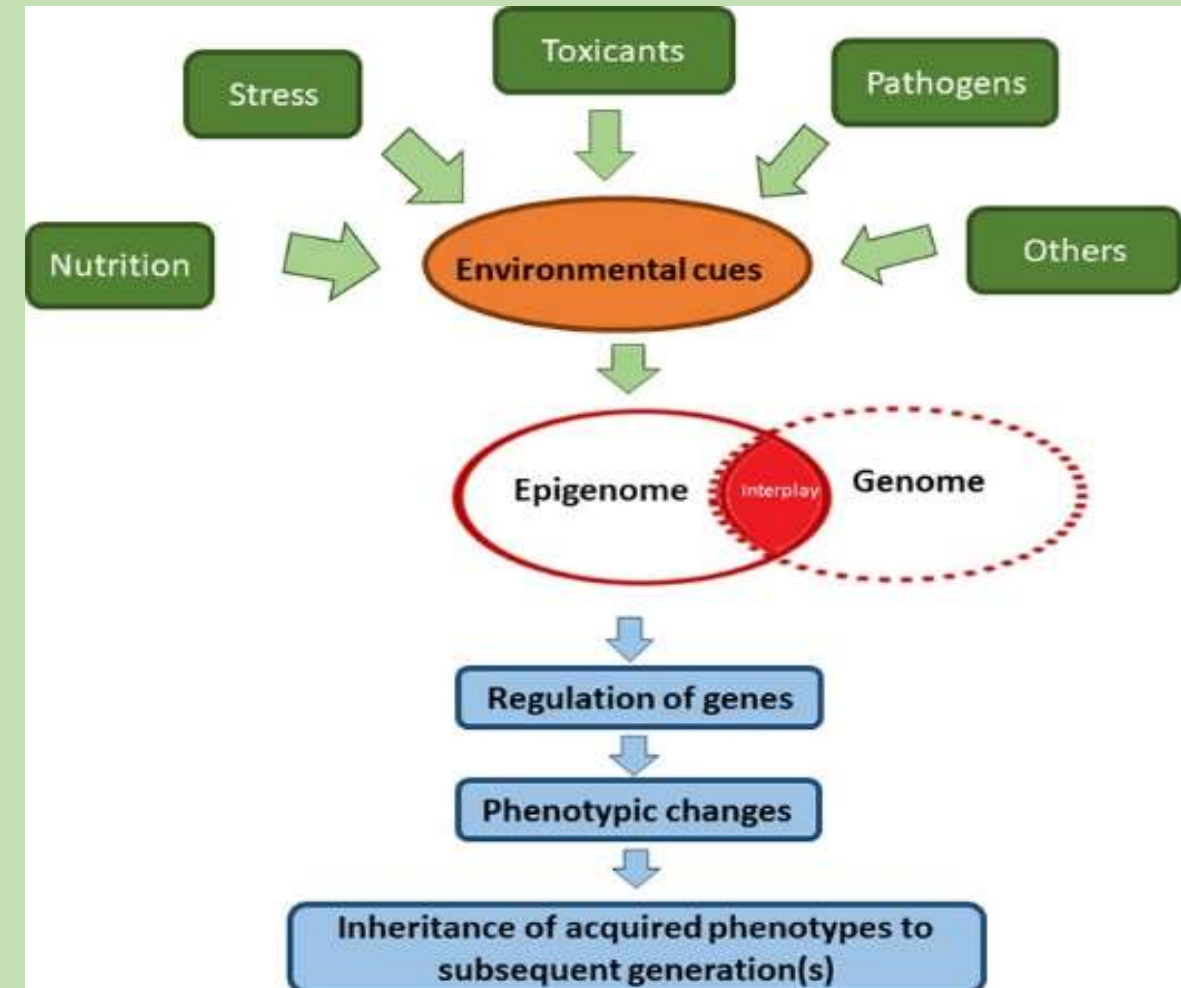 Toxicants
Stress
Pathogens
Nutrition
Environmental cues
Others
Epigenome
Interplay
Genome
Regulation of genes
Phenotypic changes
Inheritance of acquired phenotypes to
subsequent generation(s)